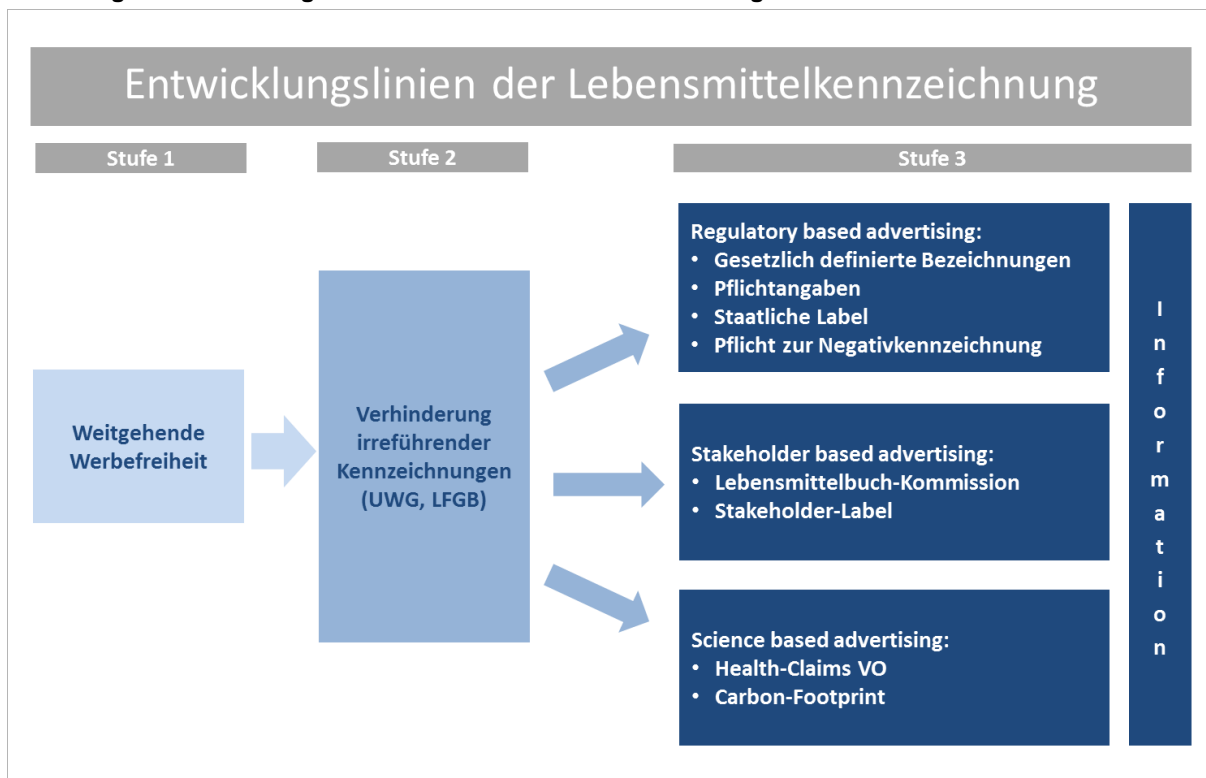 Entwicklungslinien der Lebensmittelkennzeichnung
Stufe 1
Stufe 2
Stufe 3
Weitgehende
Werbefreiheit
Verhinderung
irreführender
Kennzeichnungen
(UWG, LFGB)
Regulatory based advertising:
• Gesetzlich definierte Bezeichnungen
• Pflichtangaben
• Staatliche Label
• Pflicht zur Negativkennzeichnung
Stakeholder based advertising:
• Lebensmittelbuch-Kommission
• Stakeholder-Label
Science based advertising:
• Health-Claims VO
• Carbon-Footprint
Information